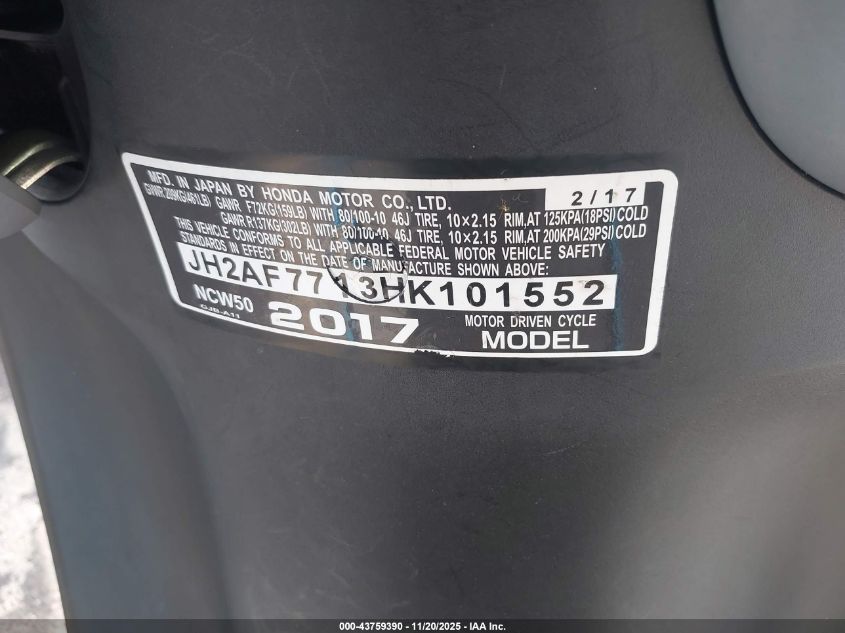 MFD. IN JAPAN BY HONDA MOTOR CO., LTD. 2/17
GVWR 209KG(461LB) GAWR F72KG(159LB) WITH 80/100-10 46J TIRE, 10×2.15 RIM,AT 125KPA(18PSI)COLD
GAWR R137KG(302LB) WITH 80/100-10 46J TIRE, 10×2.15 RIM,AT 200KPA(29PSI)COLD
THIS VEHICLE CONFORMS TO ALL APPLICABLE FEDERAL MOTOR VEHICLE SAFETY
STANDARDS IN EFFECT ON THE DATE OF MANUFACTURE SHOWN ABOVE:
JH2AF7713HK101552
NCW50 2017 MOTOR DRIVEN CYCLE
CJB-A11 MODEL
000-43759390 — 11/20/2025 — IAA Inc.